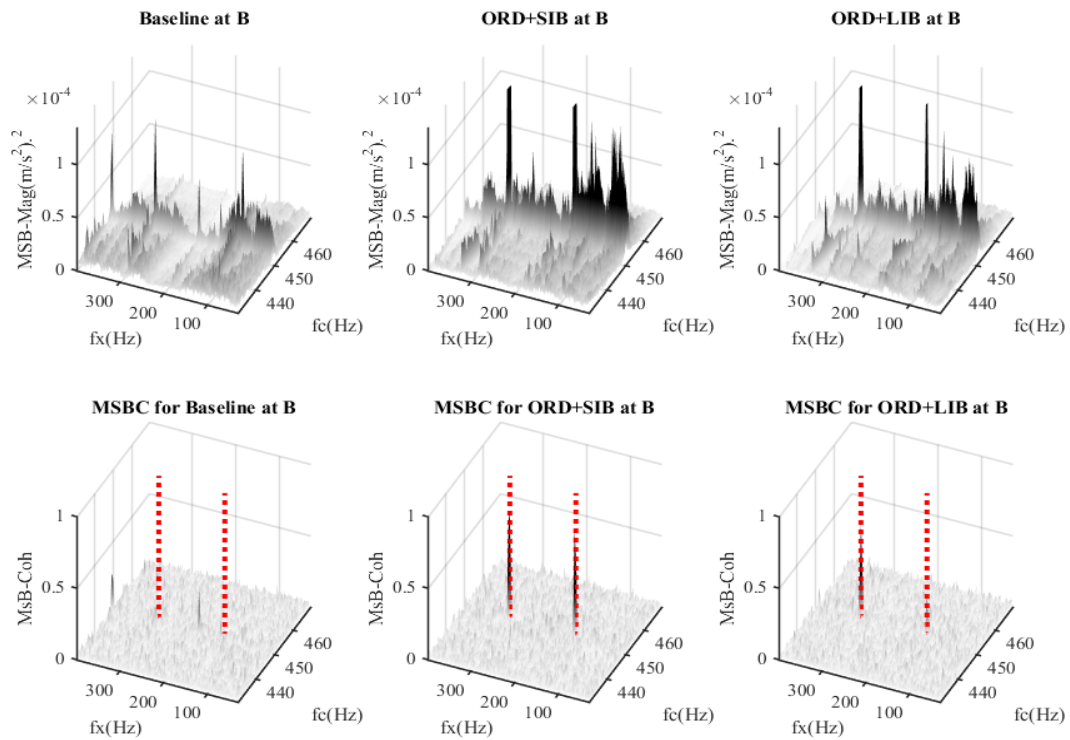 Baseline at B
×10⁻⁴
MSB-Mag(m/s²).²
1
0.5
0
300
200
100
fx(Hz)
440
450
460
fc(Hz)
ORD+SIB at B
×10⁻⁴
MSB-Mag(m/s²).²
1
0.5
0
300
200
100
fx(Hz)
440
450
460
fc(Hz)
ORD+LIB at B
×10⁻⁴
MSB-Mag(m/s²).²
1
0.5
0
300
200
100
fx(Hz)
440
450
460
fc(Hz)
MSBC for Baseline at B
MsB-Coh
1
0.5
0
300
200
100
fx(Hz)
440
450
460
fc(Hz)
MSBC for ORD+SIB at B
MsB-Coh
1
0.5
0
300
200
100
fx(Hz)
440
450
460
fc(Hz)
MSBC for ORD+LIB at B
MsB-Coh
1
0.5
0
300
200
100
fx(Hz)
440
450
460
fc(Hz)